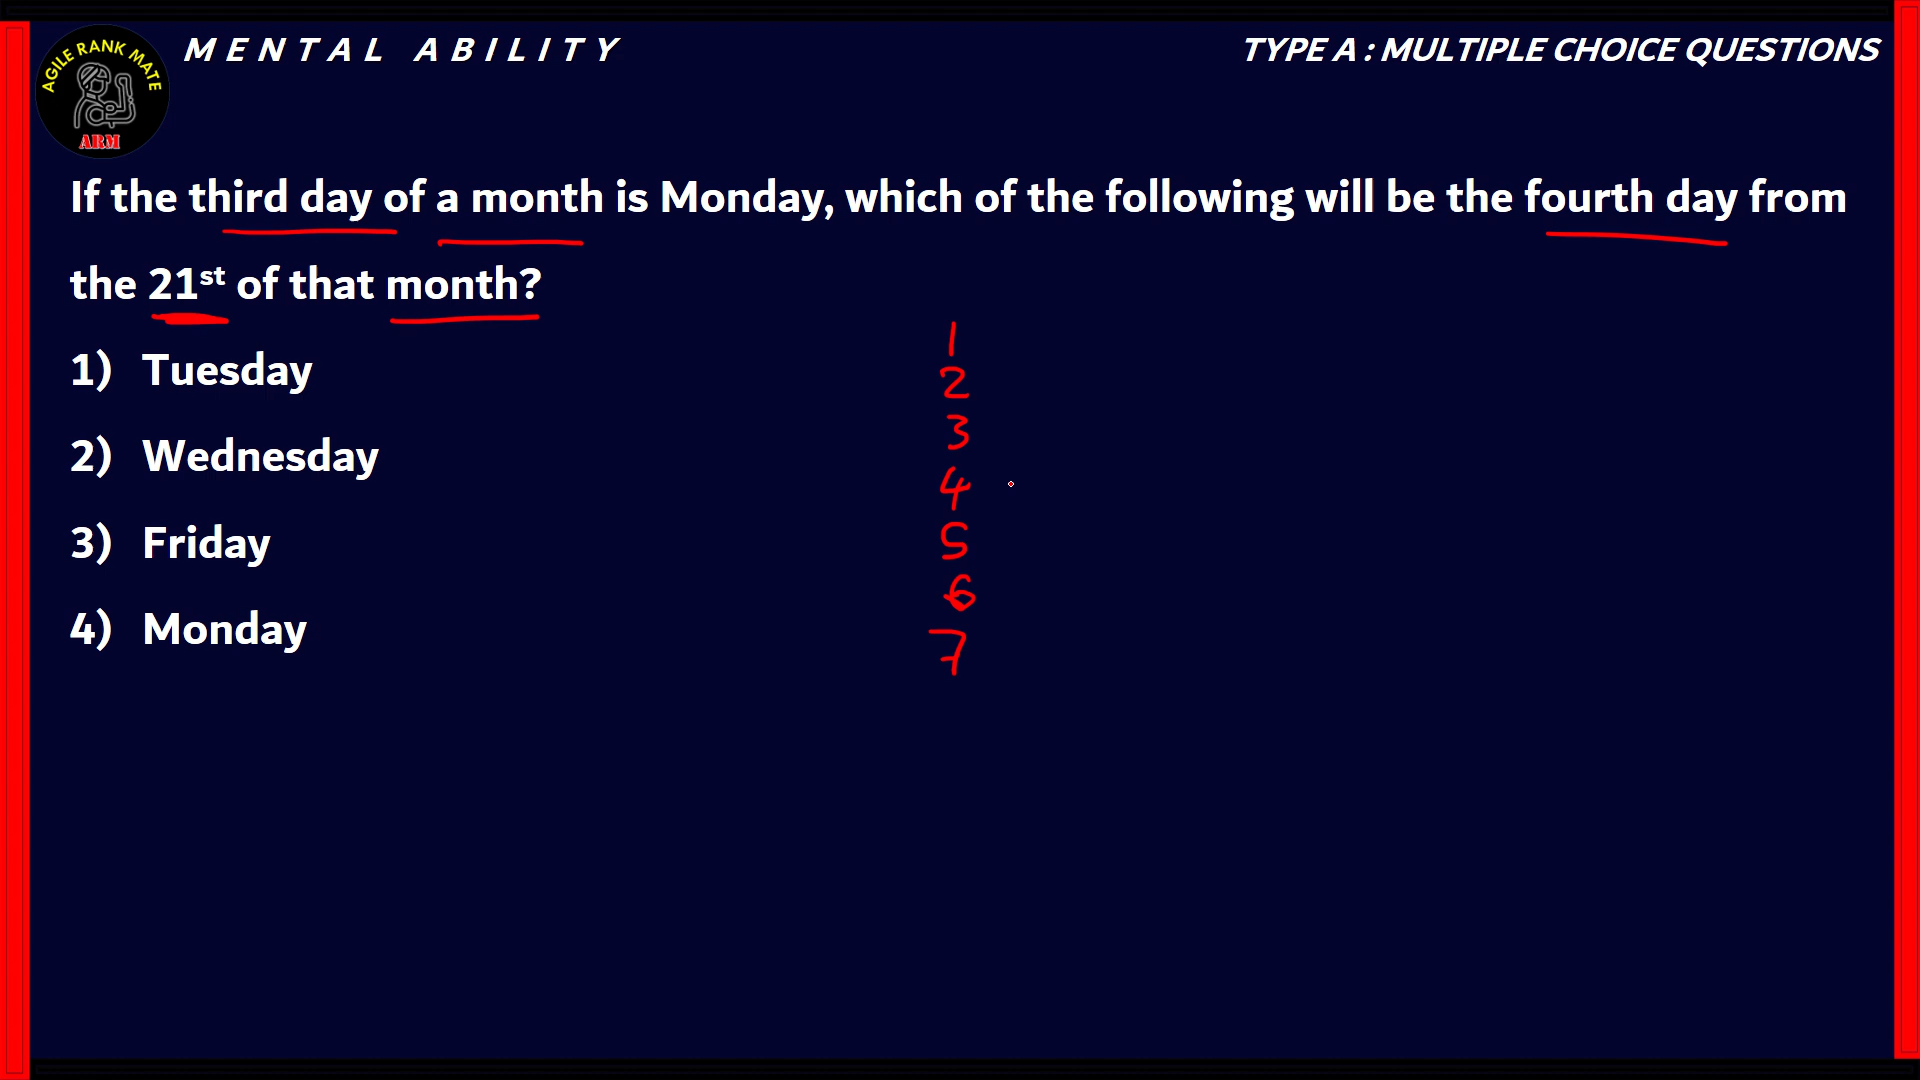 AGILE RANK MATE
ARM
MENTAL ABILITY
TYPE A : MULTIPLE CHOICE QUESTIONS
If the third day of a month is Monday, which of the following will be the fourth day from
the 21st of that month?
1) Tuesday
2) Wednesday
3) Friday
4) Monday
1
2
3
4
5
6
7